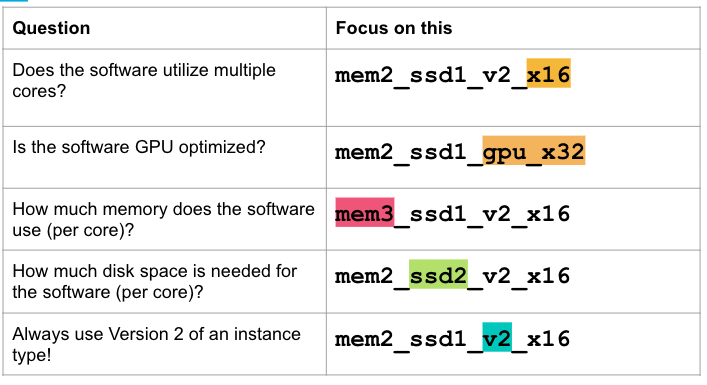 Question Focus on this
Does the software utilize multiple
cores?
mem2_ssd1_v2_x16
Is the software GPU optimized?
mem2_ssd1_gpu_x32
How much memory does the software
use (per core)?
mem3_ssd1_v2_x16
How much disk space is needed for
the software (per core)?
mem2_ssd2_v2_x16
Always use Version 2 of an instance
type!
mem2_ssd1_v2_x16